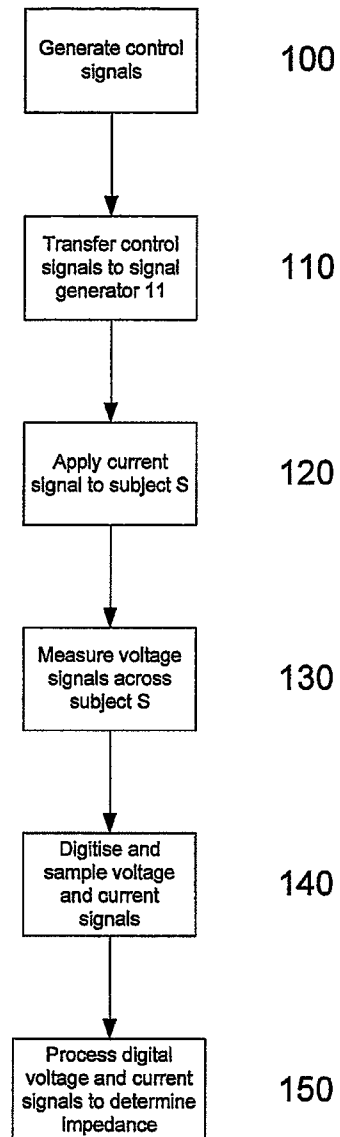 Generate control
signals
100
Transfer control
signals to signal
generator 11
110
Apply current
signal to subject S
120
Measure voltage
signals across
subject S
130
Digitise and
sample voltage
and current
signals
140
Process digital
voltage and current
signals to determine
impedance
150